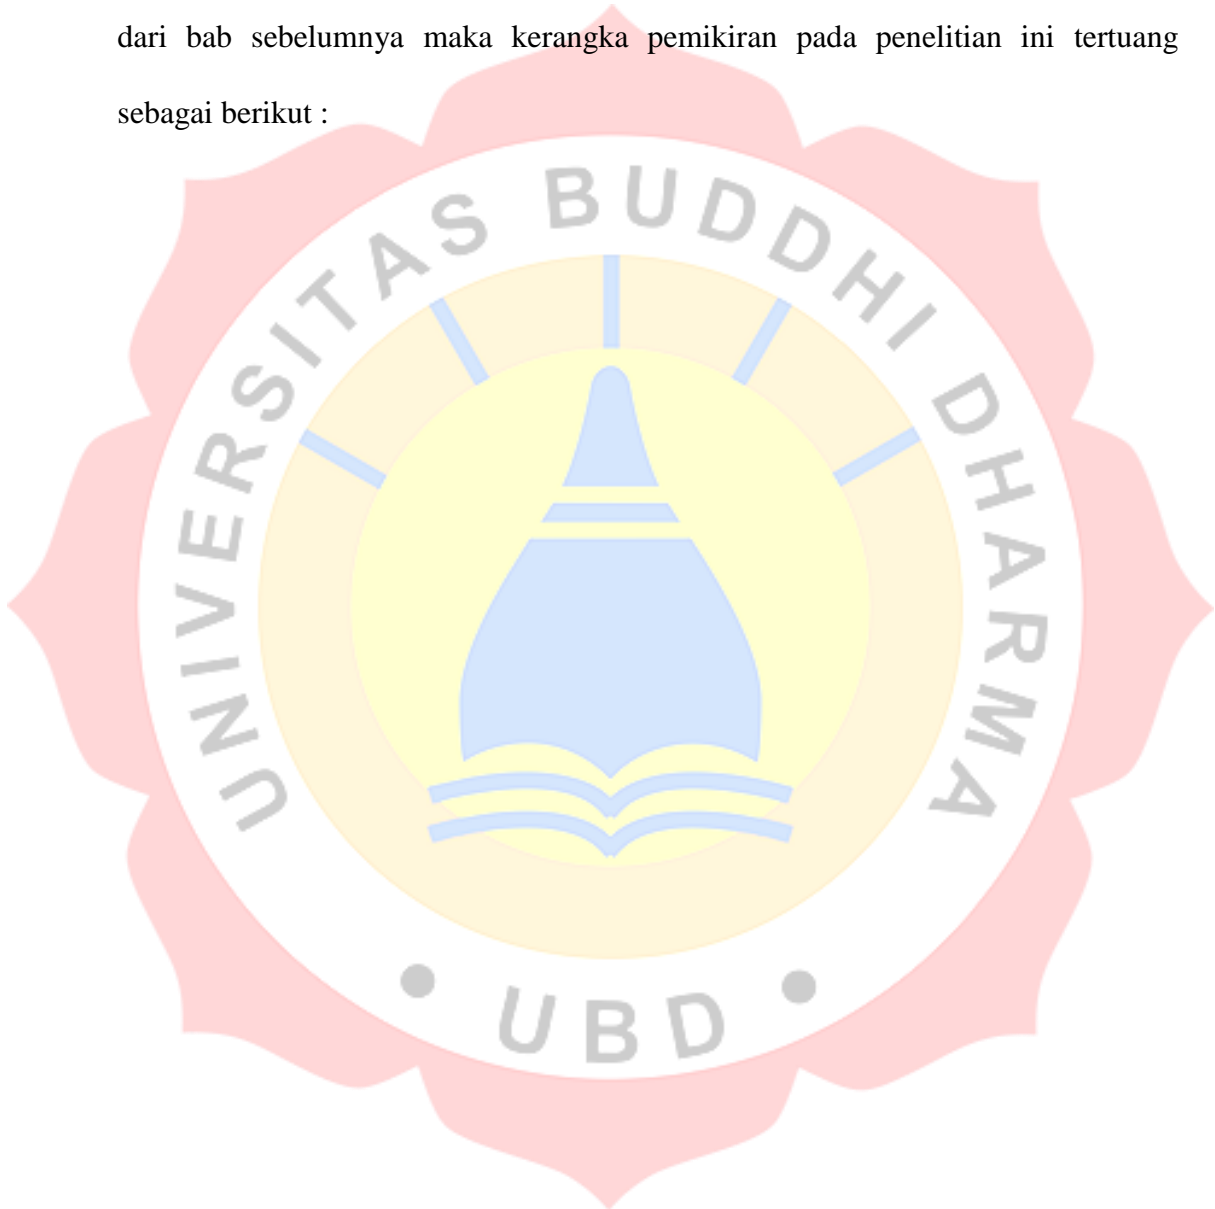 dari bab sebelumnya maka kerangka pemikiran pada penelitian ini tertuang
sebagai berikut :
UNIVERSITAS BUDDHI DHARMA
• UBD •